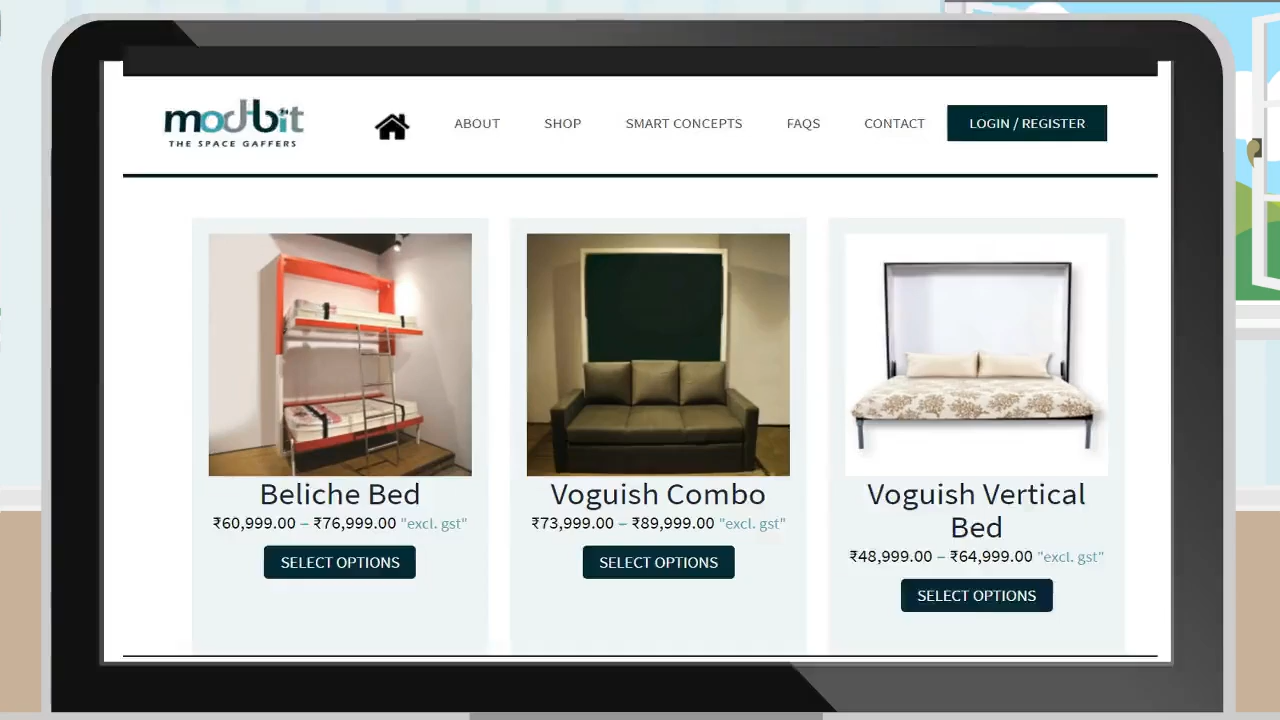 modbit
THE SPACE GAFFERS
ABOUT SHOP SMART CONCEPTS FAQS CONTACT LOGIN / REGISTER
Beliche Bed
₹60,999.00 – ₹76,999.00 "excl. gst"
SELECT OPTIONS
Voguish Combo
₹73,999.00 – ₹89,999.00 "excl. gst"
SELECT OPTIONS
Voguish Vertical
Bed
₹48,999.00 – ₹64,999.00 "excl. gst"
SELECT OPTIONS